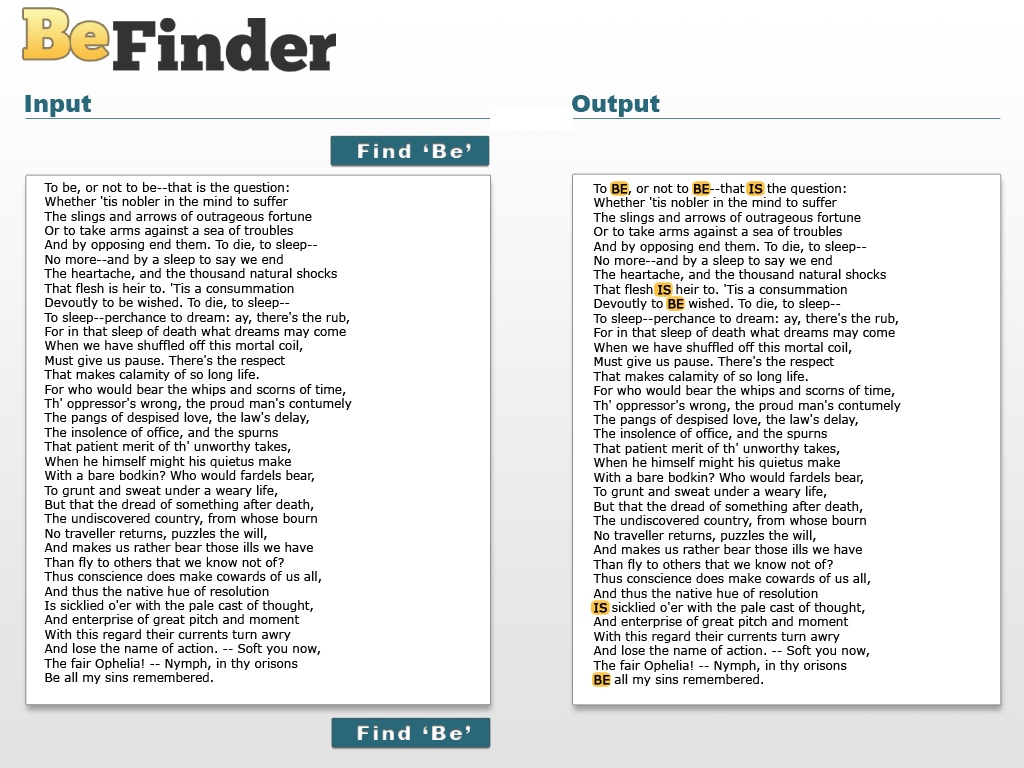 BeFinder
Input
Find ‘Be’
To be, or not to be--that is the question:
Whether 'tis nobler in the mind to suffer
The slings and arrows of outrageous fortune
Or to take arms against a sea of troubles
And by opposing end them. To die, to sleep--
No more--and by a sleep to say we end
The heartache, and the thousand natural shocks
That flesh is heir to. 'Tis a consummation
Devoutly to be wished. To die, to sleep--
To sleep--perchance to dream: ay, there's the rub,
For in that sleep of death what dreams may come
When we have shuffled off this mortal coil,
Must give us pause. There's the respect
That makes calamity of so long life.
For who would bear the whips and scorns of time,
Th' oppressor's wrong, the proud man's contumely
The pangs of despised love, the law's delay,
The insolence of office, and the spurns
That patient merit of th' unworthy takes,
When he himself might his quietus make
With a bare bodkin? Who would fardels bear,
To grunt and sweat under a weary life,
But that the dread of something after death,
The undiscovered country, from whose bourn
No traveller returns, puzzles the will,
And makes us rather bear those ills we have
Than fly to others that we know not of?
Thus conscience does make cowards of us all,
And thus the native hue of resolution
Is sicklied o'er with the pale cast of thought,
And enterprise of great pitch and moment
With this regard their currents turn awry
And lose the name of action. -- Soft you now,
The fair Ophelia! -- Nymph, in thy orisons
Be all my sins remembered.
Find ‘Be’
Output
To BE, or not to BE--that IS the question:
Whether 'tis nobler in the mind to suffer
The slings and arrows of outrageous fortune
Or to take arms against a sea of troubles
And by opposing end them. To die, to sleep--
No more--and by a sleep to say we end
The heartache, and the thousand natural shocks
That flesh IS heir to. 'Tis a consummation
Devoutly to BE wished. To die, to sleep--
To sleep--perchance to dream: ay, there's the rub,
For in that sleep of death what dreams may come
When we have shuffled off this mortal coil,
Must give us pause. There's the respect
That makes calamity of so long life.
For who would bear the whips and scorns of time,
Th' oppressor's wrong, the proud man's contumely
The pangs of despised love, the law's delay,
The insolence of office, and the spurns
That patient merit of th' unworthy takes,
When he himself might his quietus make
With a bare bodkin? Who would fardels bear,
To grunt and sweat under a weary life,
But that the dread of something after death,
The undiscovered country, from whose bourn
No traveller returns, puzzles the will,
And makes us rather bear those ills we have
Than fly to others that we know not of?
Thus conscience does make cowards of us all,
And thus the native hue of resolution
IS sicklied o'er with the pale cast of thought,
And enterprise of great pitch and moment
With this regard their currents turn awry
And lose the name of action. -- Soft you now,
The fair Ophelia! -- Nymph, in thy orisons
BE all my sins remembered.